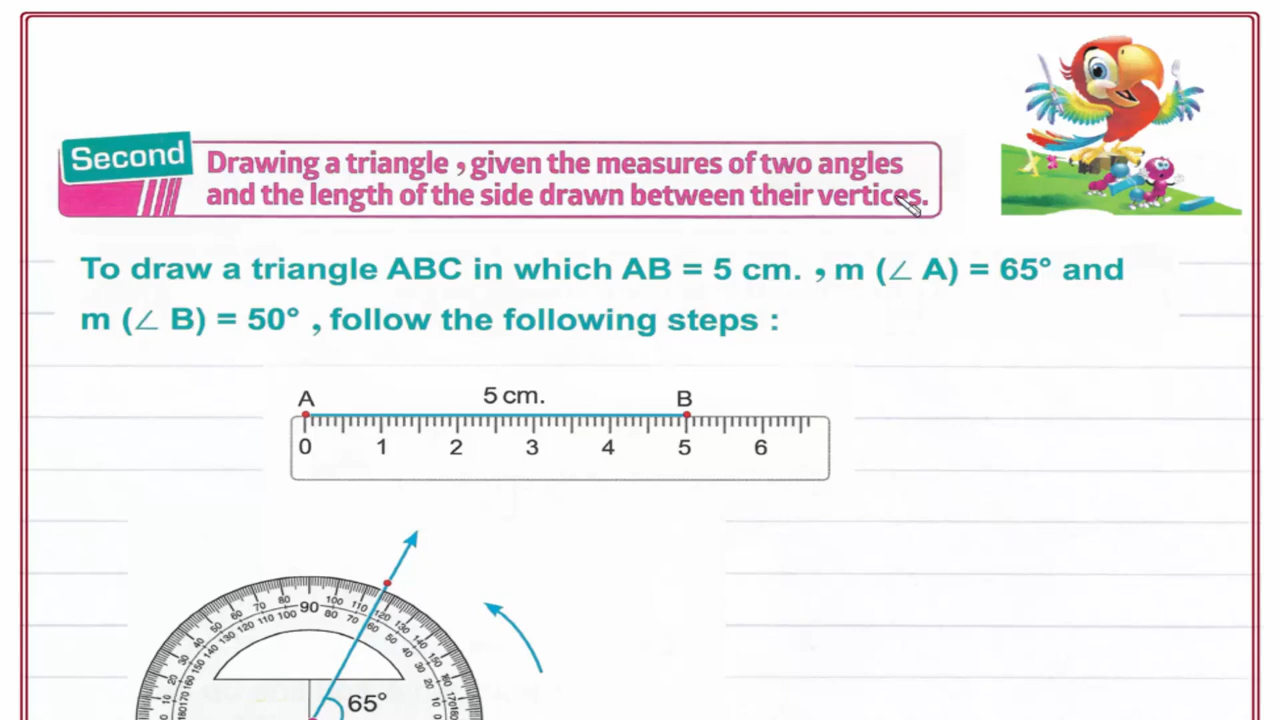 Second
Drawing a triangle , given the measures of two angles
and the length of the side drawn between their vertices.
To draw a triangle ABC in which AB = 5 cm. , m (∠ A) = 65° and
m (∠ B) = 50° , follow the following steps :
A 5 cm. B
0 1 2 3 4 5 6
90
65°